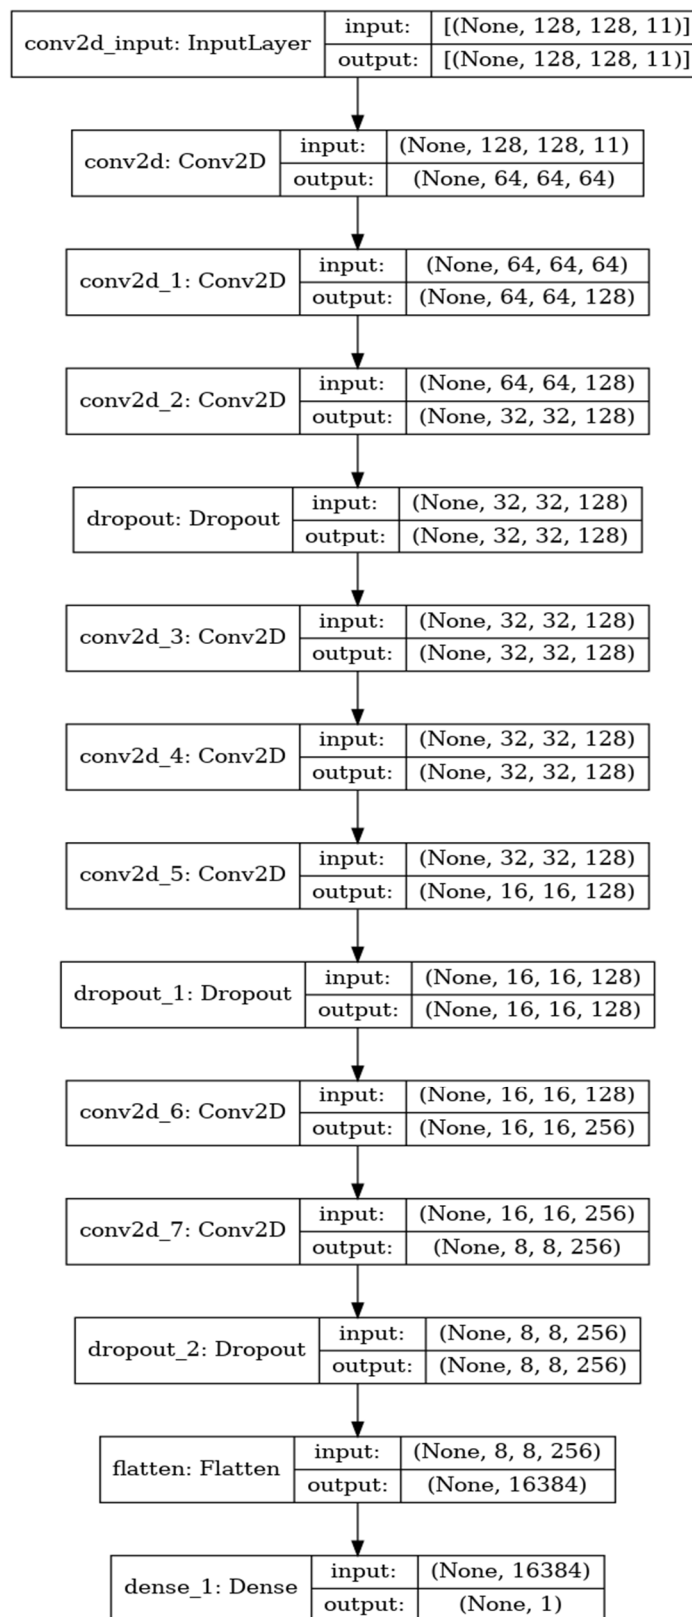 conv2d_input: InputLayer
input: [(None, 128, 128, 11)]
output: [(None, 128, 128, 11)]
conv2d: Conv2D
input: (None, 128, 128, 11)
output: (None, 64, 64, 64)
conv2d_1: Conv2D
input: (None, 64, 64, 64)
output: (None, 64, 64, 128)
conv2d_2: Conv2D
input: (None, 64, 64, 128)
output: (None, 32, 32, 128)
dropout: Dropout
input: (None, 32, 32, 128)
output: (None, 32, 32, 128)
conv2d_3: Conv2D
input: (None, 32, 32, 128)
output: (None, 32, 32, 128)
conv2d_4: Conv2D
input: (None, 32, 32, 128)
output: (None, 32, 32, 128)
conv2d_5: Conv2D
input: (None, 32, 32, 128)
output: (None, 16, 16, 128)
dropout_1: Dropout
input: (None, 16, 16, 128)
output: (None, 16, 16, 128)
conv2d_6: Conv2D
input: (None, 16, 16, 128)
output: (None, 16, 16, 256)
conv2d_7: Conv2D
input: (None, 16, 16, 256)
output: (None, 8, 8, 256)
dropout_2: Dropout
input: (None, 8, 8, 256)
output: (None, 8, 8, 256)
flatten: Flatten
input: (None, 8, 8, 256)
output: (None, 16384)
dense_1: Dense
input: (None, 16384)
output: (None, 1)